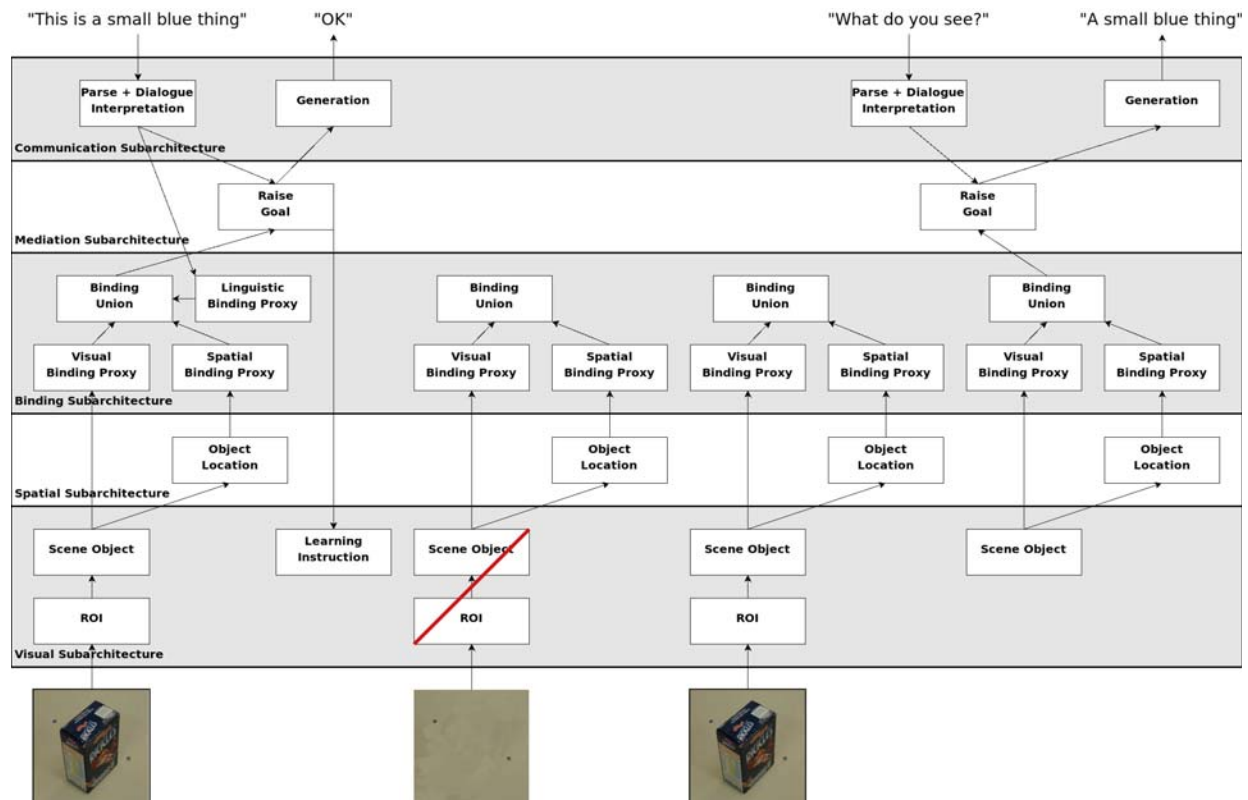 "This is a small blue thing"
"OK"
"What do you see?"
"A small blue thing"
Parse + Dialogue
Interpretation
Generation
Parse + Dialogue
Interpretation
Generation
Communication Subarchitecture
Raise
Goal
Raise
Goal
Mediation Subarchitecture
Binding
Union
Linguistic
Binding Proxy
Binding
Union
Binding
Union
Binding
Union
Visual
Binding Proxy
Spatial
Binding Proxy
Visual
Binding Proxy
Spatial
Binding Proxy
Visual
Binding Proxy
Spatial
Binding Proxy
Visual
Binding Proxy
Spatial
Binding Proxy
Binding Subarchitecture
Object
Location
Object
Location
Object
Location
Object
Location
Spatial Subarchitecture
Scene Object
Learning
Instruction
Scene Object
Scene Object
Scene Object
ROI
ROI
ROI
Visual Subarchitecture